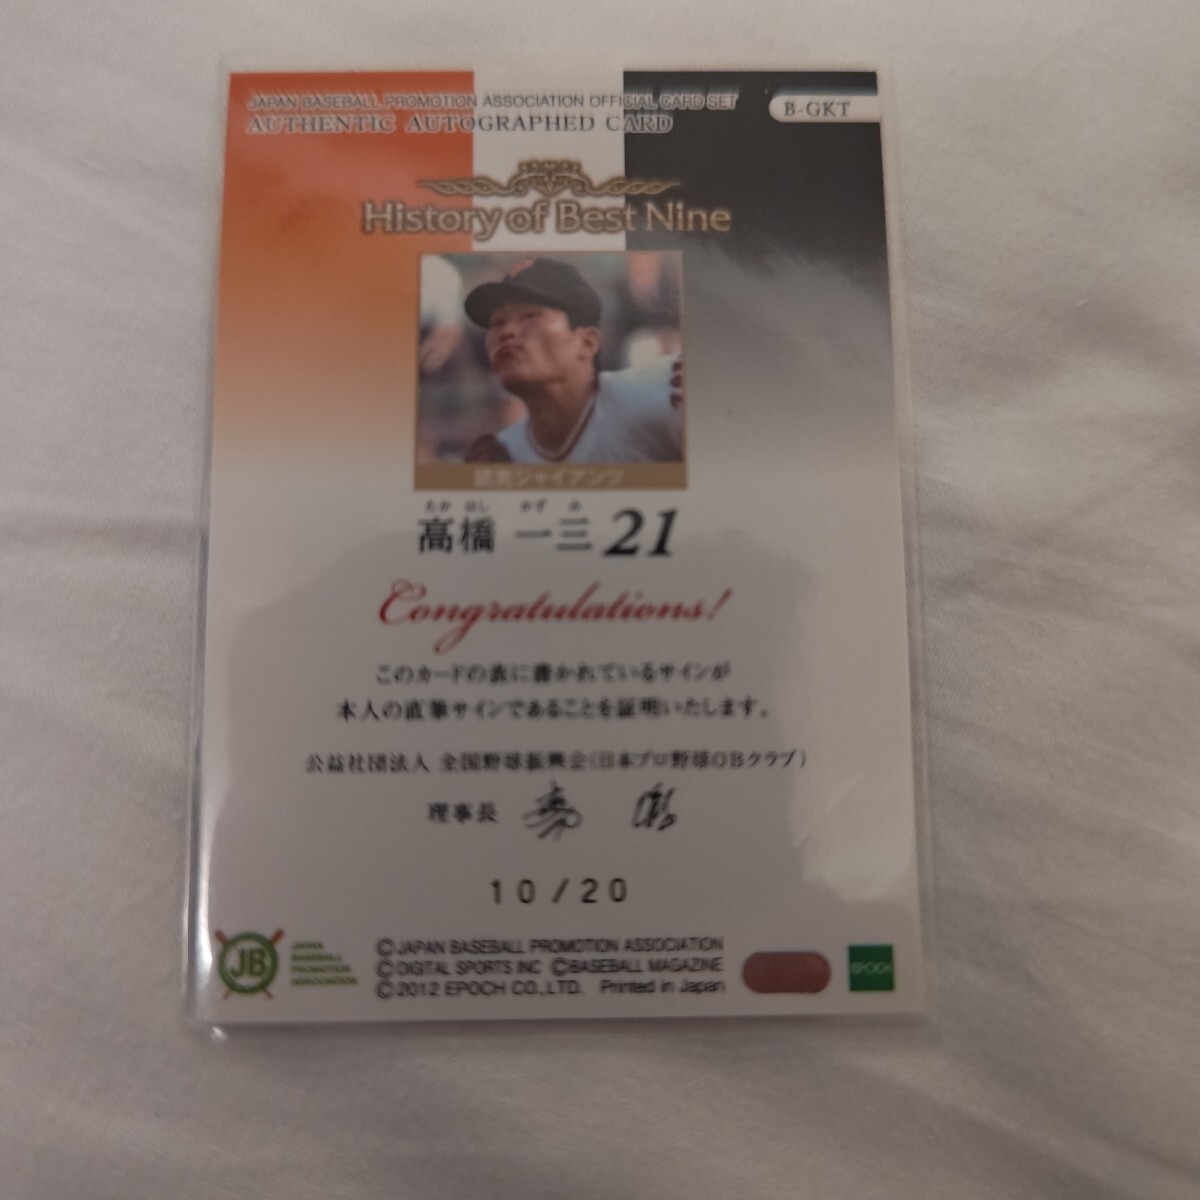 JAPAN BASEBALL PROMOTION ASSOCIATION OFFICIAL CARD SET
AUTHENTIC AUTOGRAPHED CARD
B-GKT
History of Best Nine
読売ジャイアンツ
たか はし かず み
高橋 一三 21
Congratulations!
このカードの表に書かれているサインが
本人の直筆サインであることを証明いたします。
公益社団法人 全国野球振興会(日本プロ野球OBクラブ)
理事長
10/20
JB
JAPAN
BASEBALL
PROMOTION
ASSOCIATION
©JAPAN BASEBALL PROMOTION ASSOCIATION
©DIGITAL SPORTS INC ©BASEBALL MAGAZINE
©2012 EPOCH CO.,LTD. Printed in Japan
EPOCH